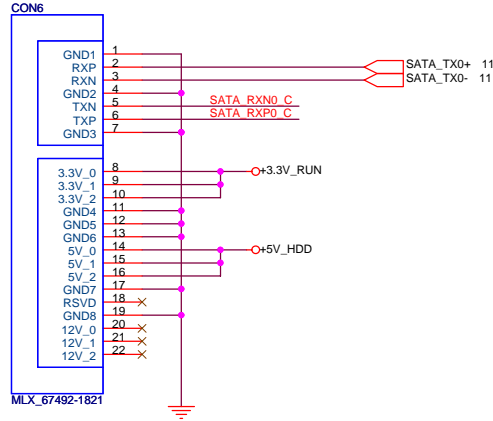 CON6
GND1 1
RXP 2 SATA_TX0+ 11
RXN 3 SATA_TX0- 11
GND2 4
TXN 5 SATA_RXN0_C
TXP 6 SATA_RXP0_C
GND3 7
3.3V_0 8 +3.3V_RUN
3.3V_1 9
3.3V_2 10
GND4 11
GND5 12
GND6 13
5V_0 14 +5V_HDD
5V_1 15
5V_2 16
GND7 17
RSVD 18
GND8 19
12V_0 20
12V_1 21
12V_2 22
MLX_67492-1821